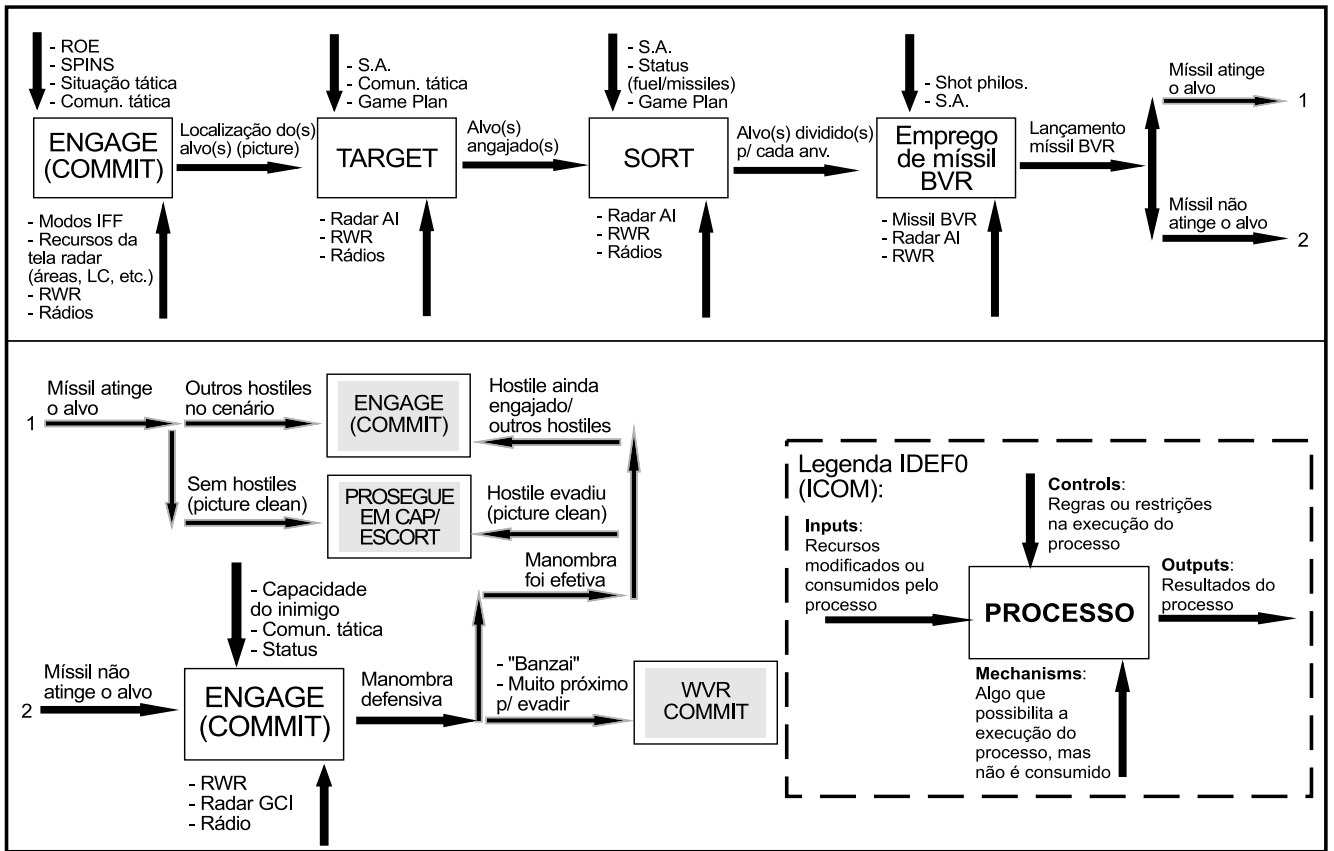 - ROE
- SPINS
- Situação tática
- Comun. tática
ENGAGE
(COMMIT)
- Modos IFF
- Recursos da
tela radar
(áreas, LC, etc.)
- RWR
- Rádios
Localização do(s)
alvo(s) (picture)
- S.A.
- Comun. tática
- Game Plan
TARGET
- Radar AI
- RWR
- Rádios
Alvo(s)
angajado(s)
- S.A.
- Status
(fuel/missiles)
- Game Plan
SORT
- Radar AI
- RWR
- Rádios
Alvo(s) dividido(s)
p/ cada anv.
- Shot philos.
- S.A.
Emprego
de míssil
BVR
- Missil BVR
- Radar AI
- RWR
Lançamento
míssil BVR
Míssil atinge
o alvo
1
Míssil não
atinge o alvo
2
Míssil atinge
o alvo
1
Outros hostiles
no cenário
ENGAGE
(COMMIT)
Hostile ainda
engajado/
outros hostiles
Sem hostiles
(picture clean)
PROSEGUE
EM CAP/
ESCORT
Hostile evadiu
(picture clean)
Manombra
foi efetiva
- Capacidade
do inimigo
- Comun. tática
- Status
Míssil não
atinge o alvo
2
ENGAGE
(COMMIT)
- RWR
- Radar GCI
- Rádio
Manombra
defensiva
- "Banzai"
- Muito próximo
p/ evadir
WVR
COMMIT
Legenda IDEF0
(ICOM):
Controls:
Regras ou restrições
na execução do
processo
Inputs:
Recursos
modificados ou
consumidos pelo
processo
PROCESSO
Outputs:
Resultados do
processo
Mechanisms:
Algo que
possibilita a
execução do
processo, mas
não é consumido